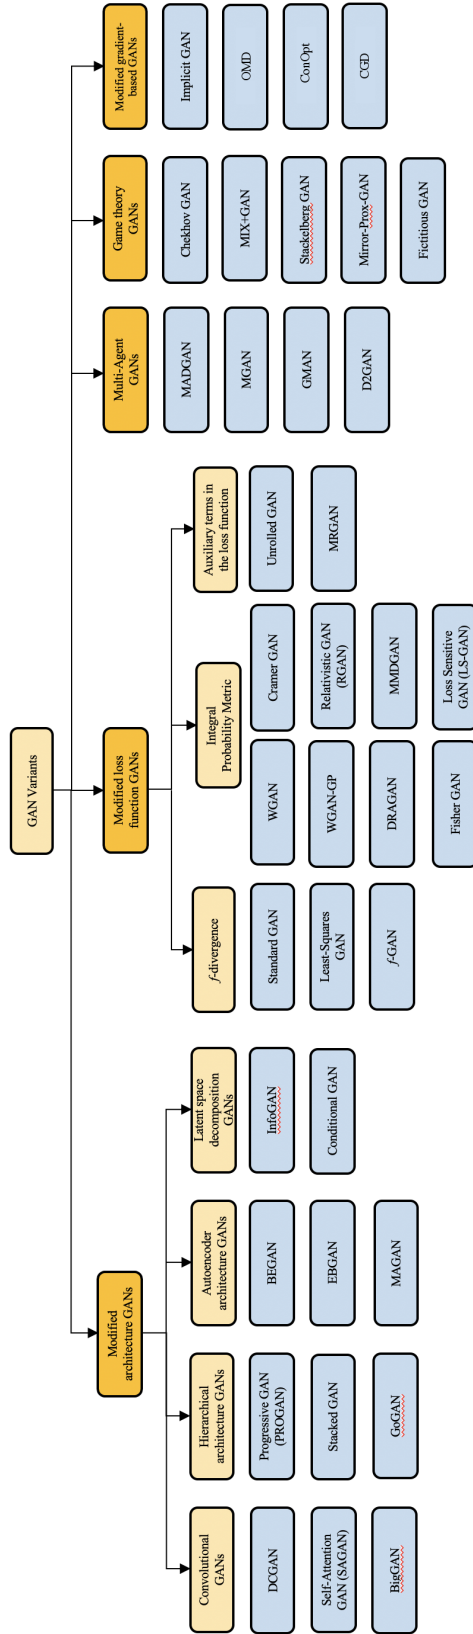 GAN Variants
Modified
architecture GANs
Modified loss
function GANs
Multi-Agent
GANs
Game theory
GANs
Modified gradient-
based GANs
Convolutional
GANs
Hierarchical
architecture GANs
Autoencoder
architecture GANs
Latent space
decomposition
GANs
f-divergence
Integral
Probability Metric
Auxiliary terms in
the loss function
DCGAN
Self-Attention
GAN (SAGAN)
BigGAN
Progressive GAN
(PROGAN)
Stacked GAN
GoGAN
BEGAN
EBGAN
MAGAN
InfoGAN
Conditional GAN
Standard GAN
Least-Squares
GAN
f-GAN
WGAN
WGAN-GP
DRAGAN
Fisher GAN
Cramer GAN
Relativistic GAN
(RGAN)
MMDGAN
Loss Sensitive
GAN (LS-GAN)
Unrolled GAN
MRGAN
MADGAN
MGAN
GMAN
D2GAN
Chekhov GAN
MIX+GAN
Stackelberg GAN
Mirror-Prox-GAN
Fictitious GAN
Implicit GAN
OMD
ConOpt
CGD